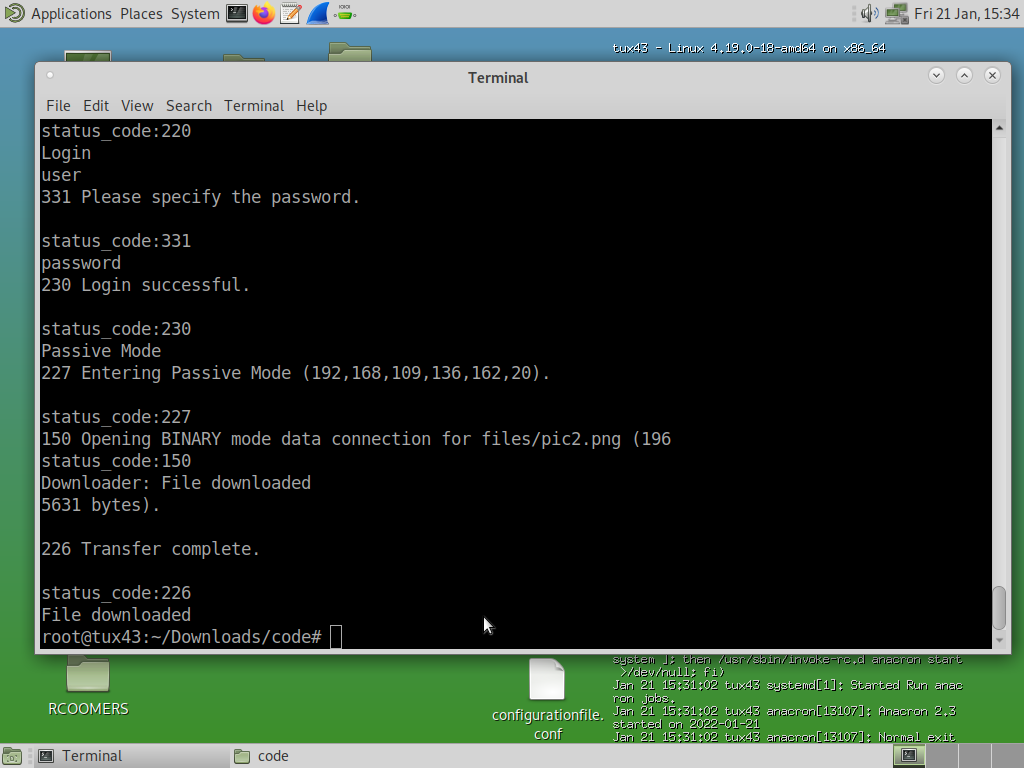 Applications Places System Fri 21 Jan, 15:34
tux43 - Linux 4.19.0-18-amd64 on x86_64
Terminal
File Edit View Search Terminal Help
status_code:220
Login
user
331 Please specify the password.
status_code:331
password
230 Login successful.
status_code:230
Passive Mode
227 Entering Passive Mode (192,168,109,136,162,20).
status_code:227
150 Opening BINARY mode data connection for files/pic2.png (196
status_code:150
Downloader: File downloaded
5631 bytes).
226 Transfer complete.
status_code:226
File downloaded
root@tux43:~/Downloads/code#
system ]; then /usr/sbin/invoke-rc.d anacron start
>/dev/null; fi)
Jan 21 15:31:02 tux43 systemd[1]: Started Run anac
ron jobs.
Jan 21 15:31:02 tux43 anacron[13107]: Anacron 2.3
started on 2022-01-21
Jan 21 15:31:02 tux43 anacron[13107]: Normal exit
RCOOMERS
configurationfile.
conf
Terminal
code